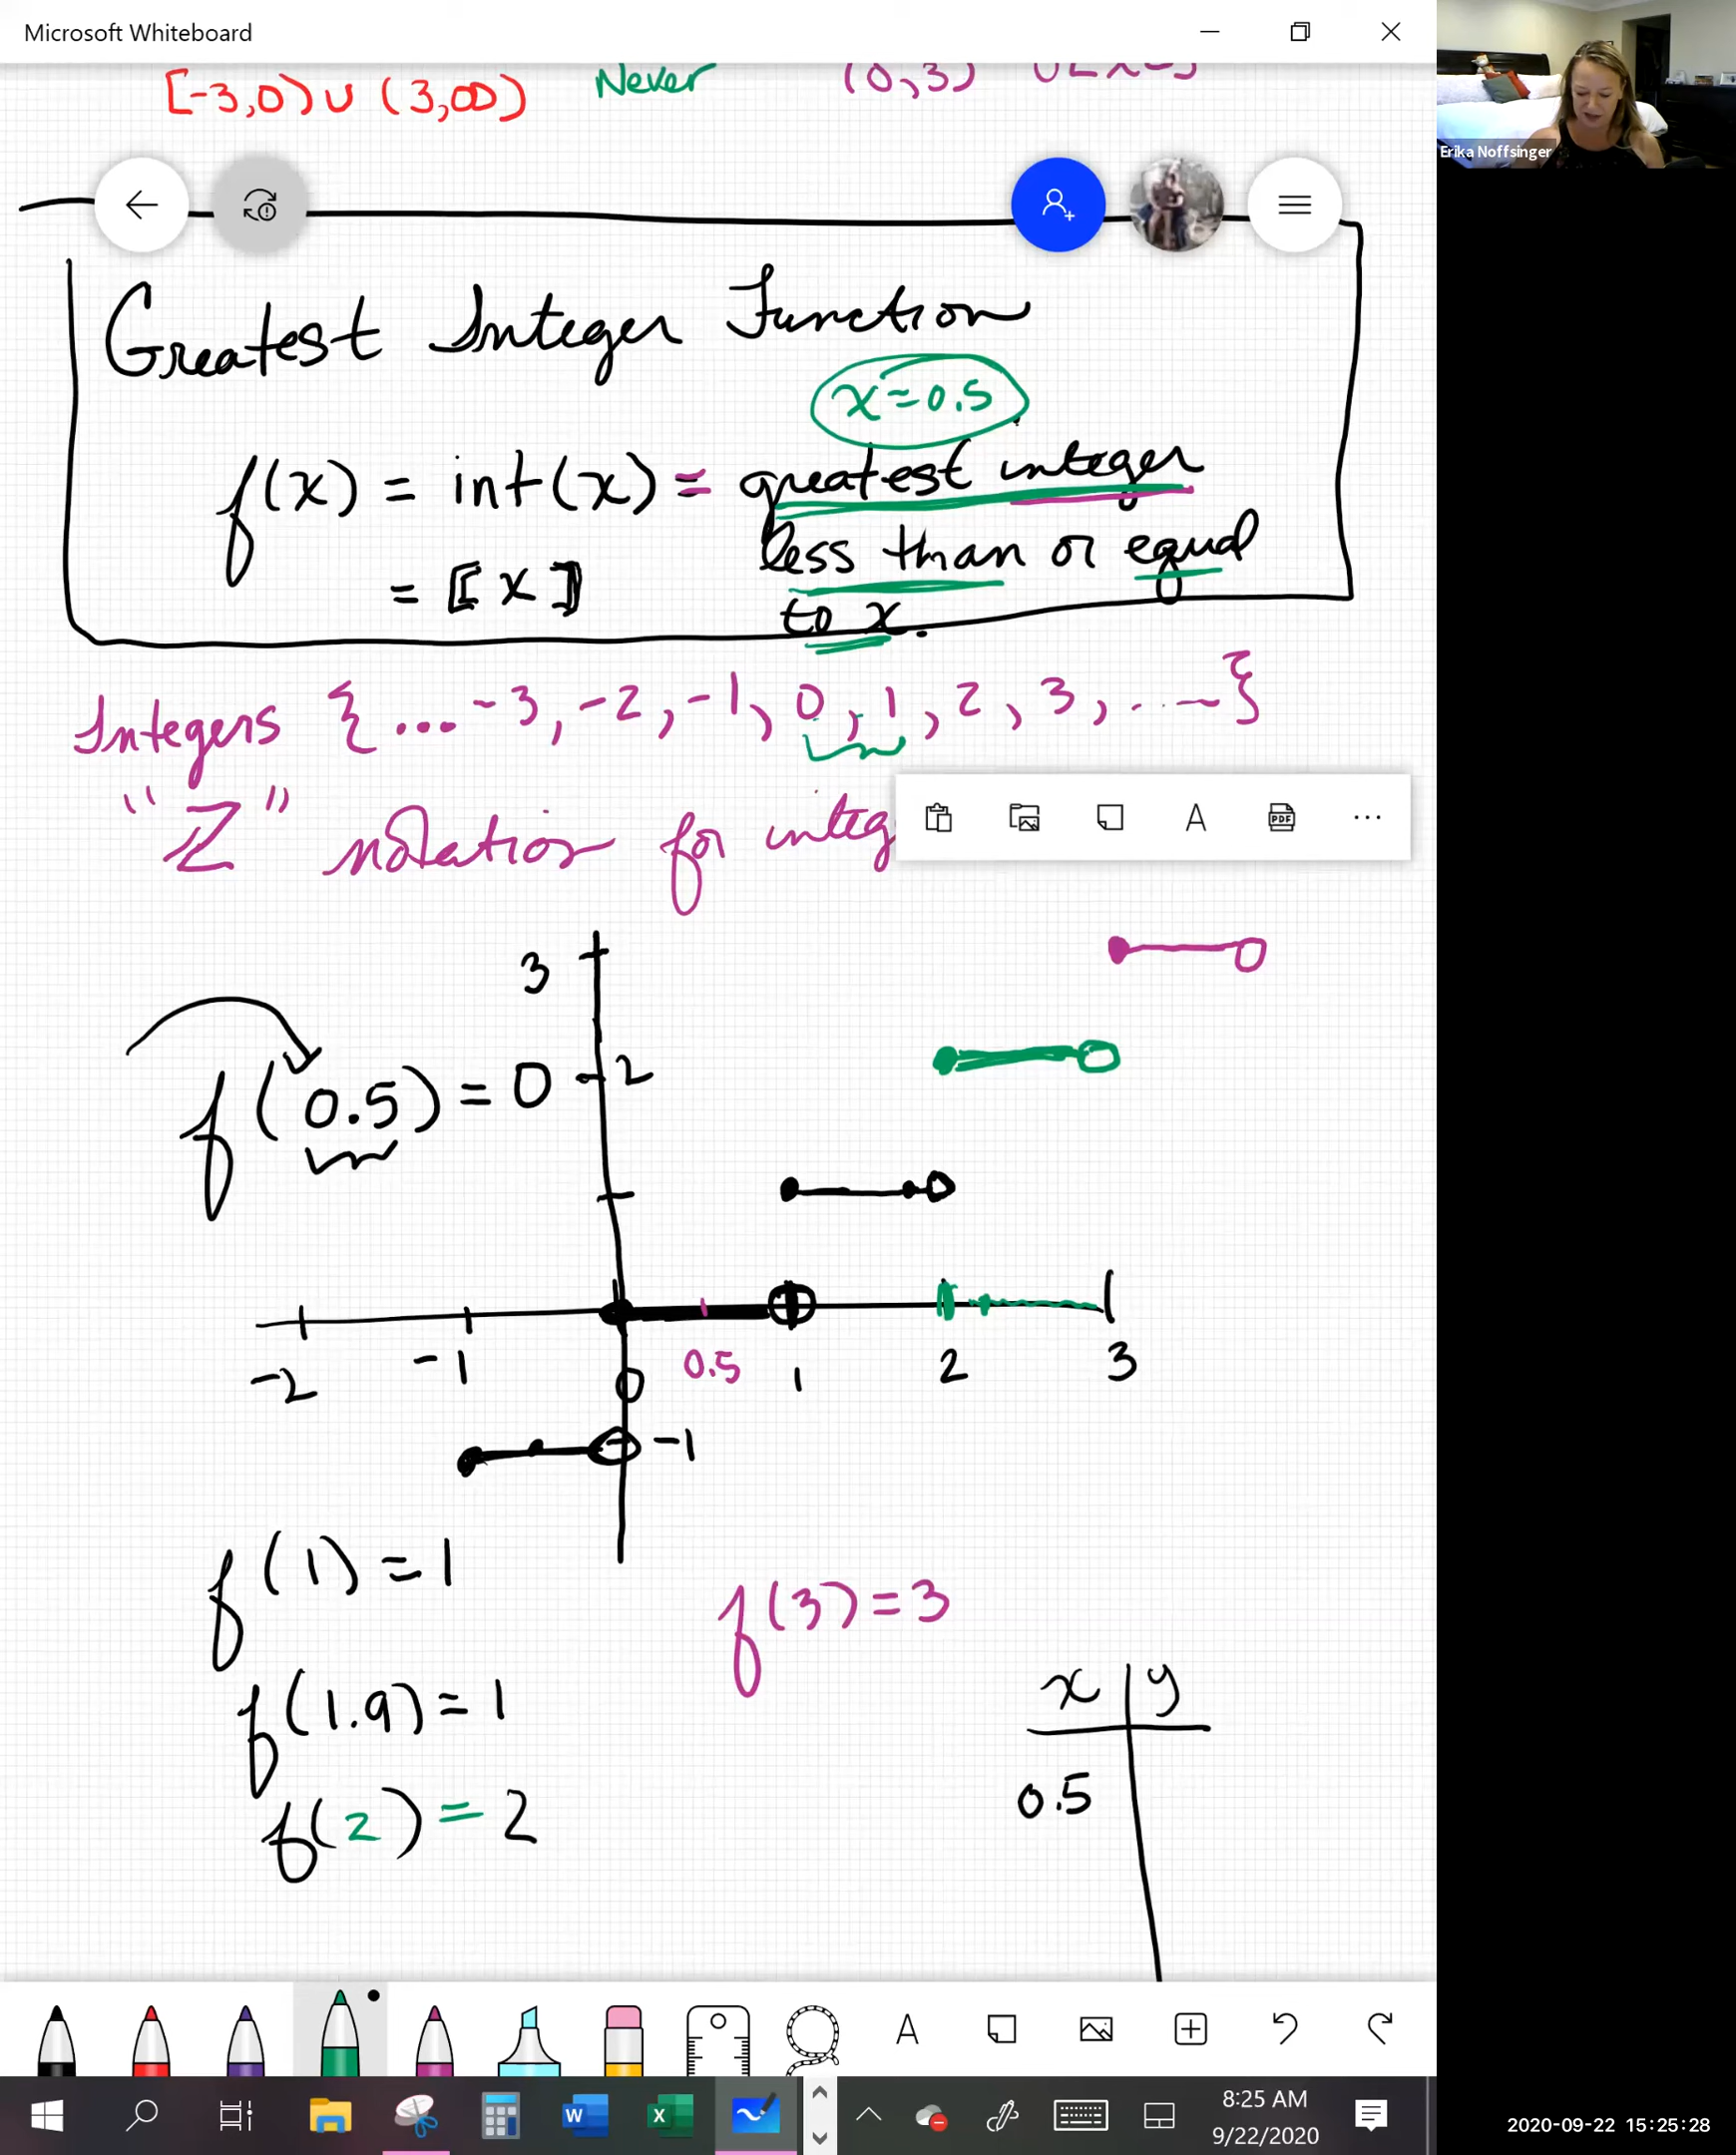 Microsoft Whiteboard
[-3,0) ∪ (3,∞)
Never
(0,3)
Erika Noffsinger
Greatest Integer Function
x=0.5
f(x) = int(x) = greatest integer
less than or equal
= ⟦x⟧
to x.
Integers {...-3, -2, -1, 0, 1, 2, 3, ...}
"Z" notation for integ
PDF
3
f(0.5) = 0
2
-2 -1 0 0.5 1 2 3
-1
f(1) = 1
f(3) = 3
f(1.9) = 1
x | y
f(2) = 2
0.5
8:25 AM
9/22/2020
2020-09-22 15:25:28